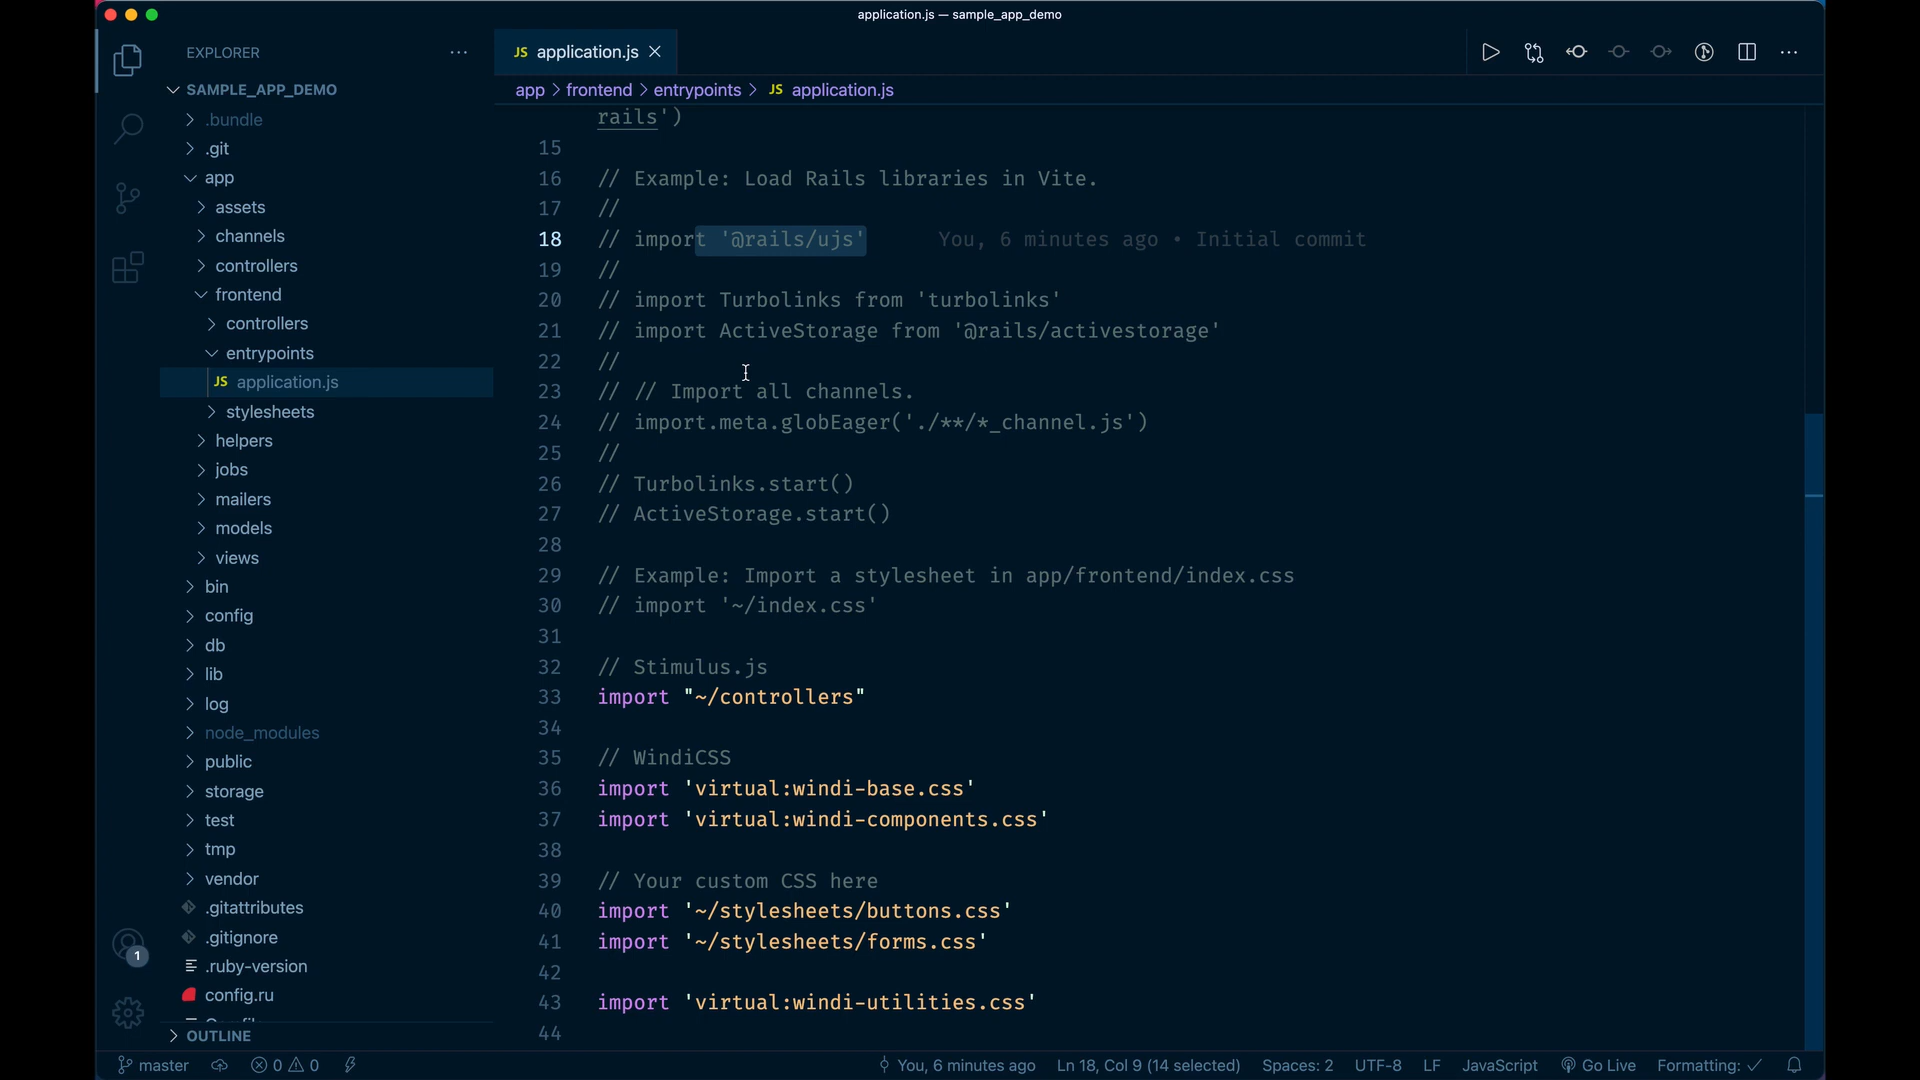 application.js — sample_app_demo
EXPLORER
···
SAMPLE_APP_DEMO
.bundle
.git
app
assets
channels
controllers
frontend
controllers
entrypoints
JS application.js
stylesheets
helpers
jobs
mailers
models
views
bin
config
db
lib
log
node_modules
public
storage
test
tmp
vendor
.gitattributes
.gitignore
.ruby-version
config.ru
OUTLINE
1
JS application.js
app > frontend > entrypoints > JS application.js
rails')
15
16 // Example: Load Rails libraries in Vite.
17 //
18 // import '@rails/ujs' You, 6 minutes ago • Initial commit
19 //
20 // import Turbolinks from 'turbolinks'
21 // import ActiveStorage from '@rails/activestorage'
22 //
23 // // Import all channels.
24 // import.meta.globEager('./**/*_channel.js')
25 //
26 // Turbolinks.start()
27 // ActiveStorage.start()
28
29 // Example: Import a stylesheet in app/frontend/index.css
30 // import '~/index.css'
31
32 // Stimulus.js
33 import "~/controllers"
34
35 // WindiCSS
36 import 'virtual:windi-base.css'
37 import 'virtual:windi-components.css'
38
39 // Your custom CSS here
40 import '~/stylesheets/buttons.css'
41 import '~/stylesheets/forms.css'
42
43 import 'virtual:windi-utilities.css'
44
master 0 0 You, 6 minutes ago Ln 18, Col 9 (14 selected) Spaces: 2 UTF-8 LF JavaScript Go Live Formatting: ✓